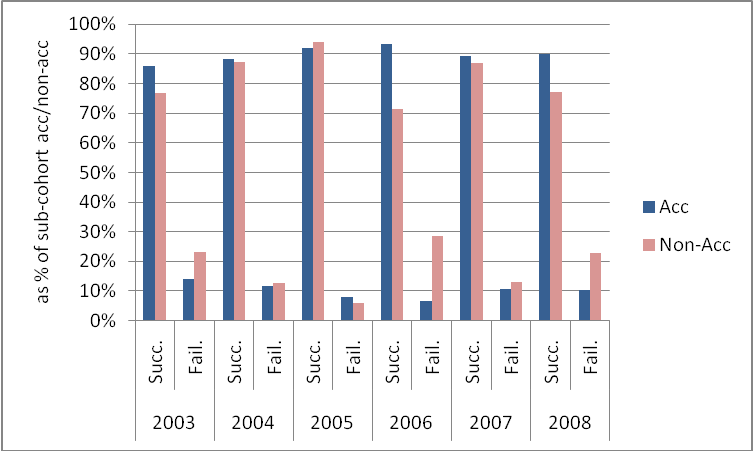 100%
90%
80%
70%
60%
50%
40%
30%
20%
10%
0%
as % of sub-cohort acc/non-acc
Succ. Fail. Succ. Fail. Succ. Fail. Succ. Fail. Succ. Fail. Succ. Fail.
2003 2004 2005 2006 2007 2008
Acc
Non-Acc